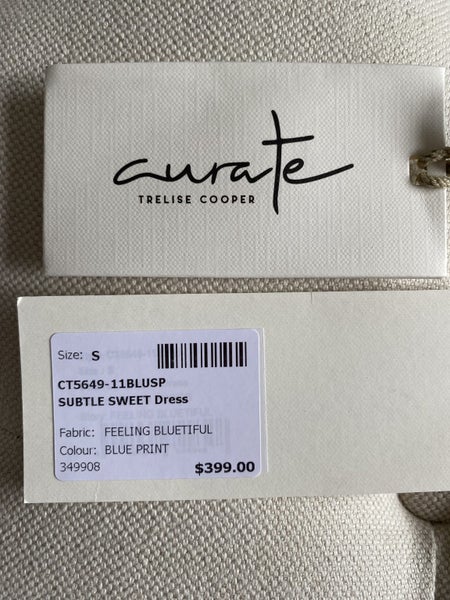 curate
TRELISE COOPER
Size: S
CT5649-11BLUSP
SUBTLE SWEET Dress
Fabric: FEELING BLUETIFUL
Colour: BLUE PRINT
349908 $399.00